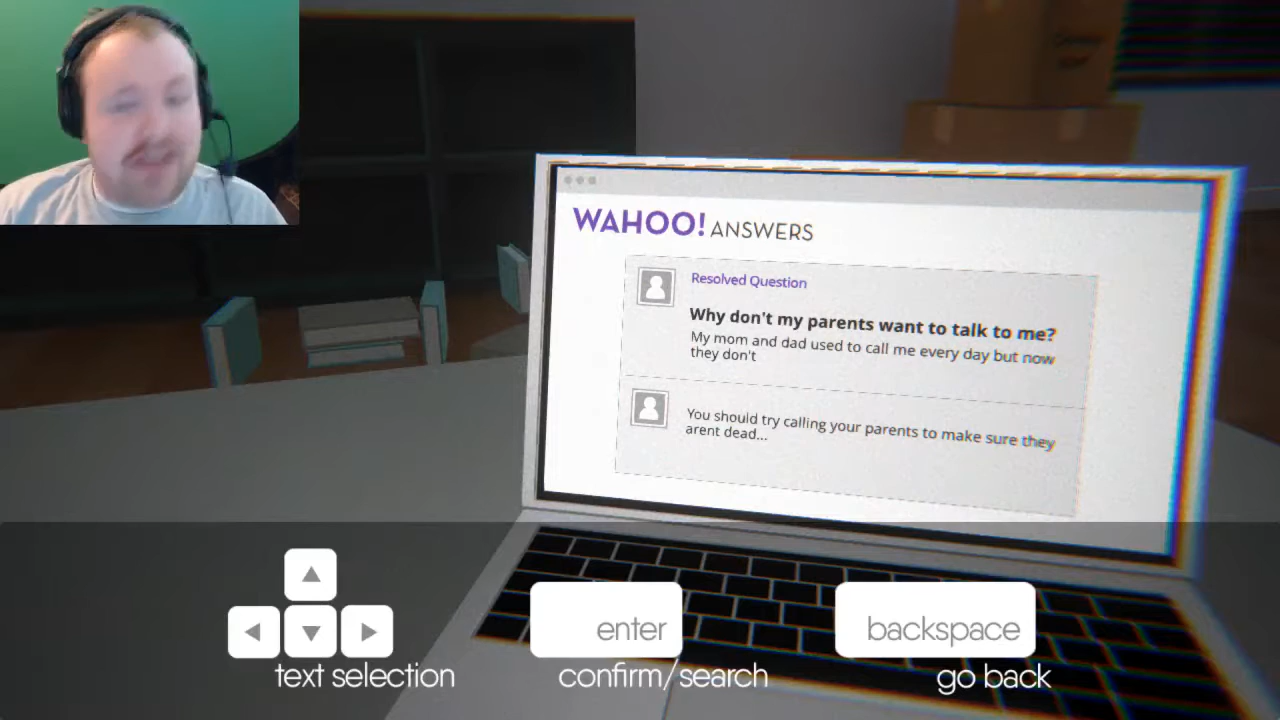 WAHOO! ANSWERS
Resolved Question
Why don't my parents want to talk to me?
My mom and dad used to call me every day but now
they don't
You should try calling your parents to make sure they
arent dead...
enter
backspace
text selection
confirm/search
go back